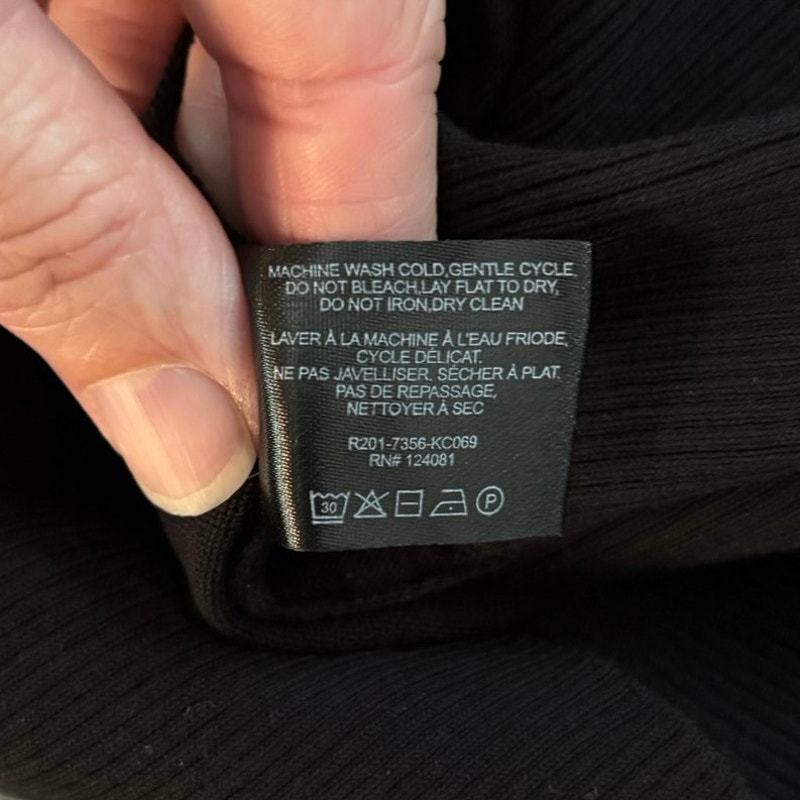 MACHINE WASH COLD,GENTLE CYCLE,
DO NOT BLEACH,LAY FLAT TO DRY,
DO NOT IRON,DRY CLEAN
LAVER À LA MACHINE À L'EAU FRIODE,
CYCLE DÉLICAT.
NE PAS JAVELLISER. SÉCHER À PLAT.
PAS DE REPASSAGE,
NETTOYER À SEC
R201-7356-KC069
RN# 124081
30 P